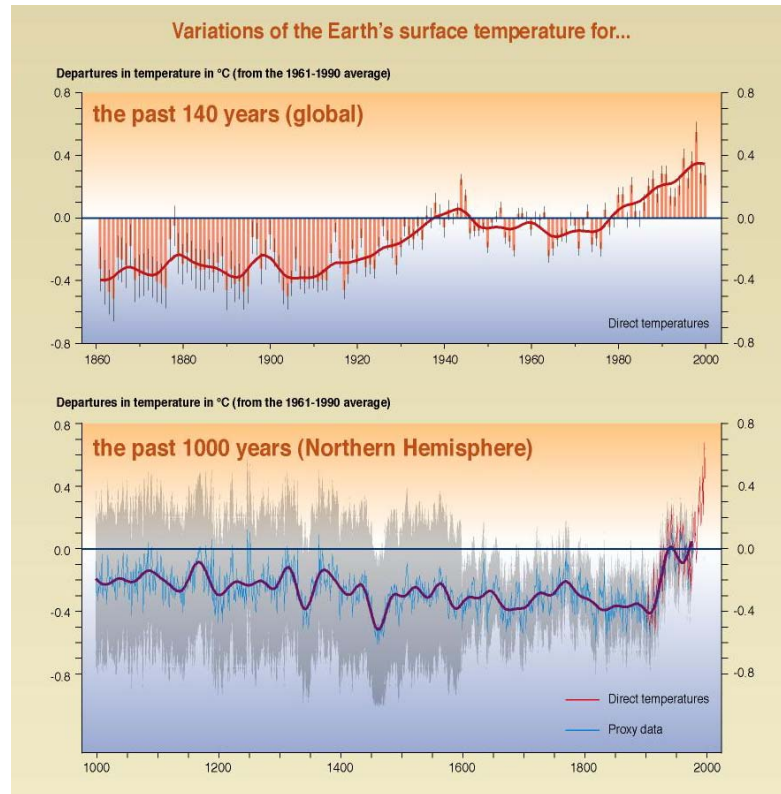 Variations of the Earth's surface temperature for...
Departures in temperature in °C (from the 1961-1990 average)
the past 140 years (global)
0.8 0.8
0.4 0.4
0.0 0.0
-0.4 -0.4
Direct temperatures
-0.8 -0.8
1860 1880 1900 1920 1940 1960 1980 2000
Departures in temperature in °C (from the 1961-1990 average)
the past 1000 years (Northern Hemisphere)
0.8 0.8
0.4 0.4
0.0 0.0
-0.4 -0.4
-0.8 -0.8
Direct temperatures
Proxy data
1000 1200 1400 1600 1800 2000